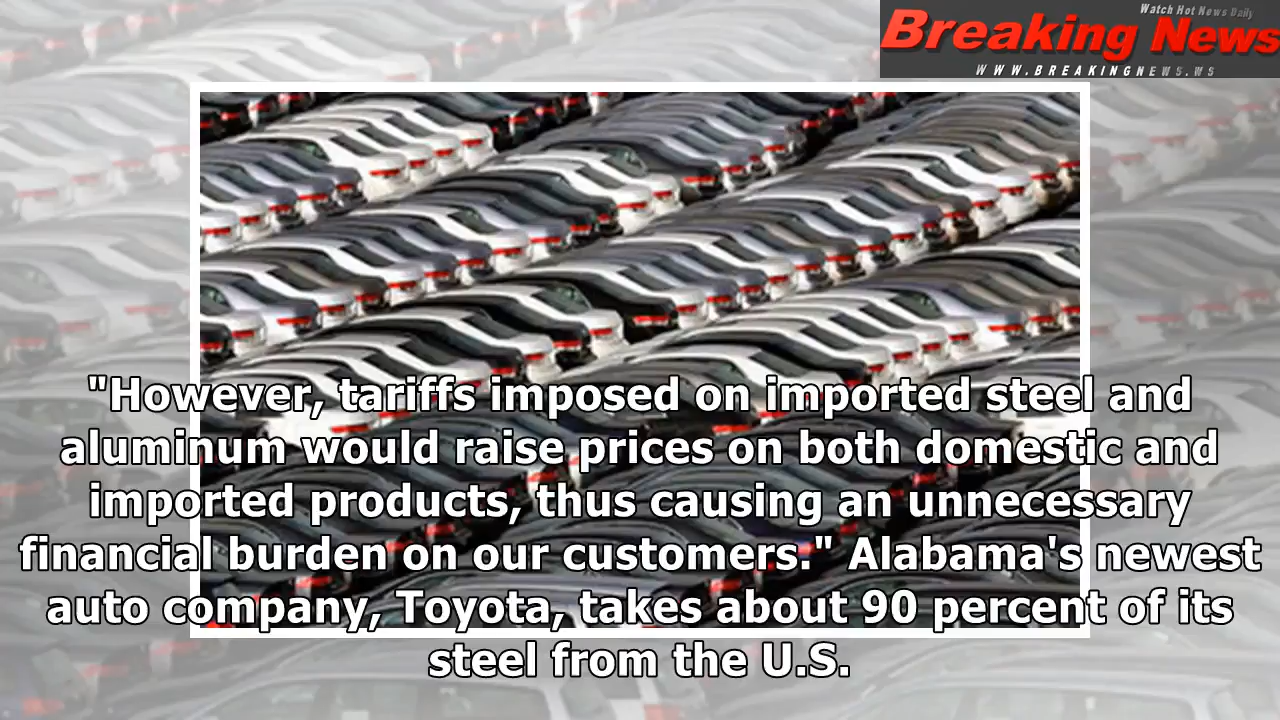 Watch Hot News Daily
Breaking News
WWW.BREAKINGNEWS.WS
"However, tariffs imposed on imported steel and
aluminum would raise prices on both domestic and
imported products, thus causing an unnecessary
financial burden on our customers." Alabama's newest
auto company, Toyota, takes about 90 percent of its
steel from the U.S.